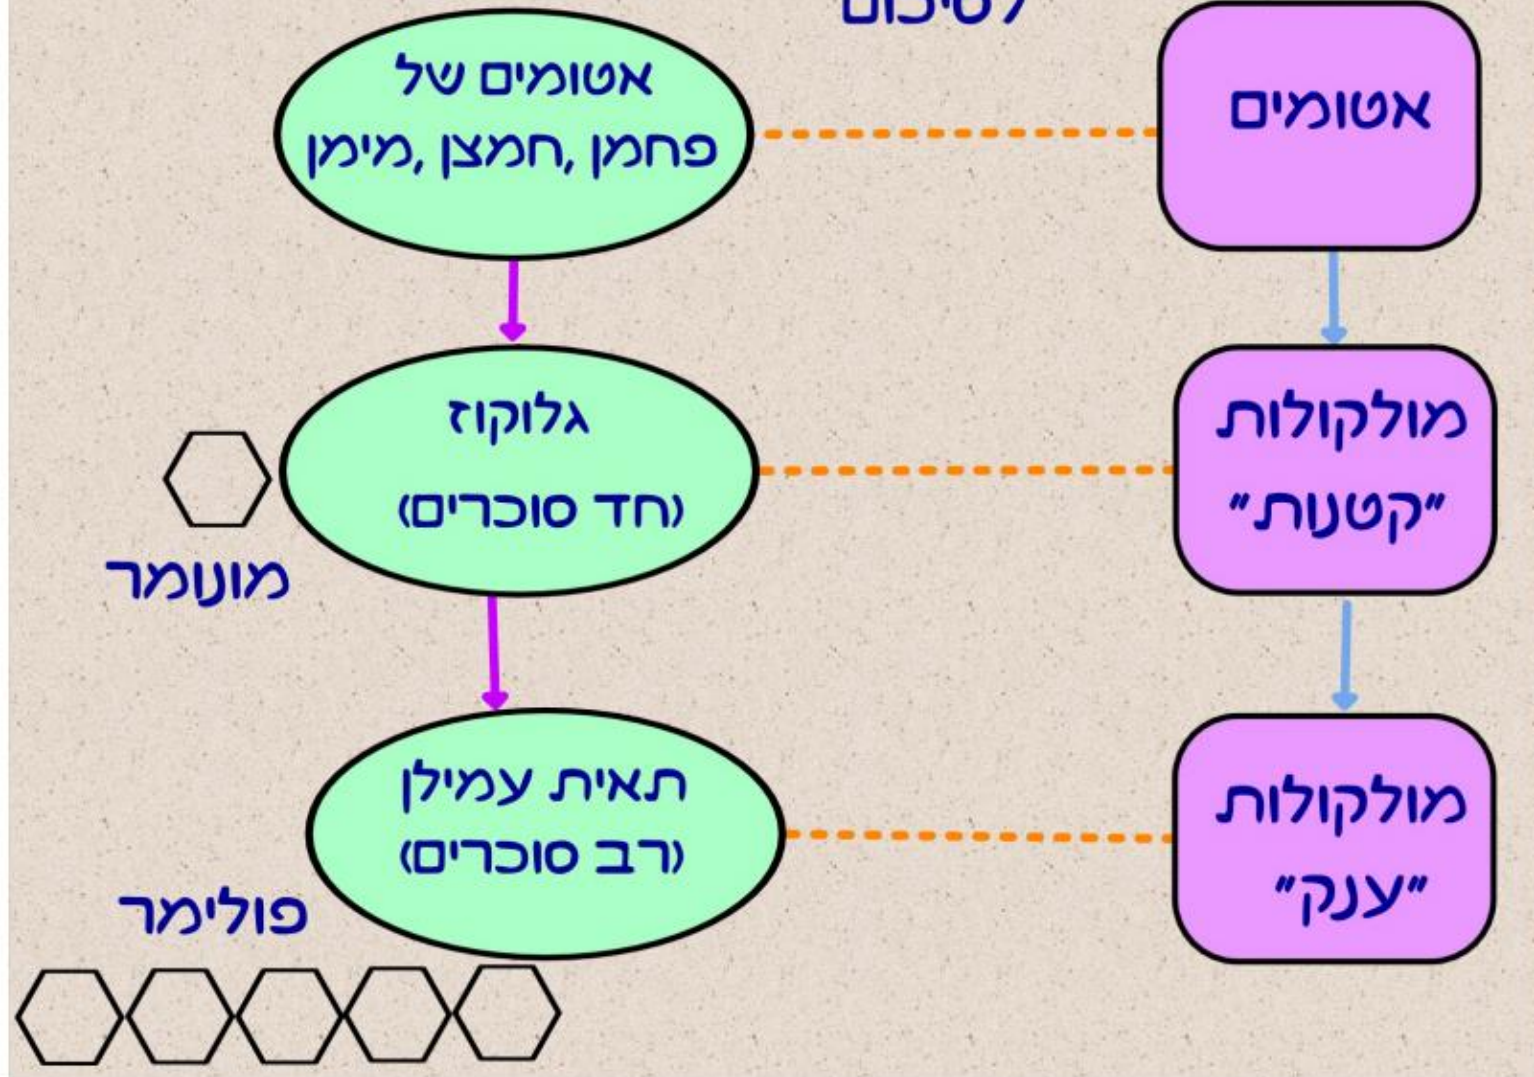 לסיכום
אטומים
אטומים של
פחמן ,חמצן ,מימן
מולקולות
"קטנות"
גלוקוז
(חד סוכרים)
מונומר
מולקולות
"ענק"
תאית עמילן
(רב סוכרים)
פולימר